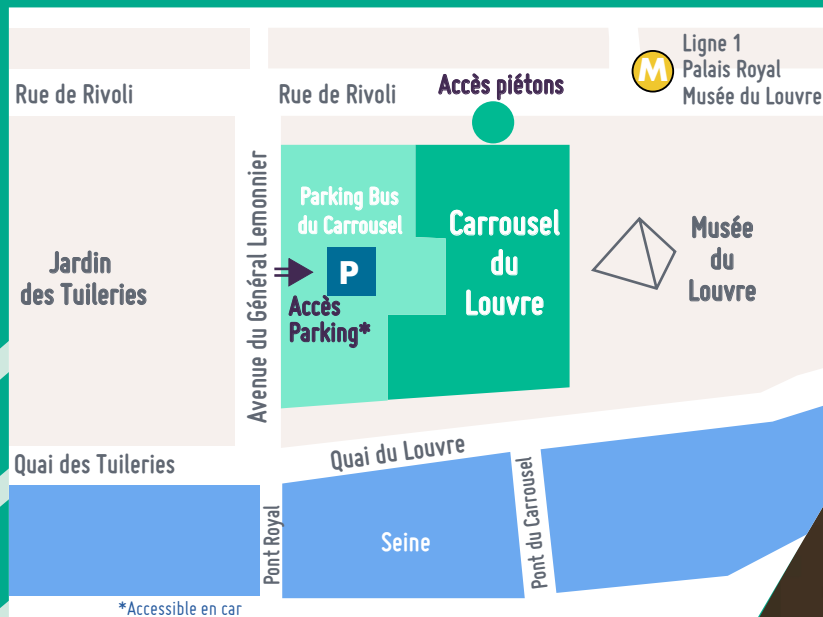 Ligne 1
M
Palais Royal
Musée du Louvre
Rue de Rivoli
Rue de Rivoli
Accès piétons
Avenue du Général Lemonnier
Parking Bus
du Carrousel
P
Accès
Parking*
Carrousel
du
Louvre
Musée
du
Louvre
Jardin
des Tuileries
Quai des Tuileries
Quai du Louvre
Pont Royal
Seine
Pont du Carrousel
*Accessible en car